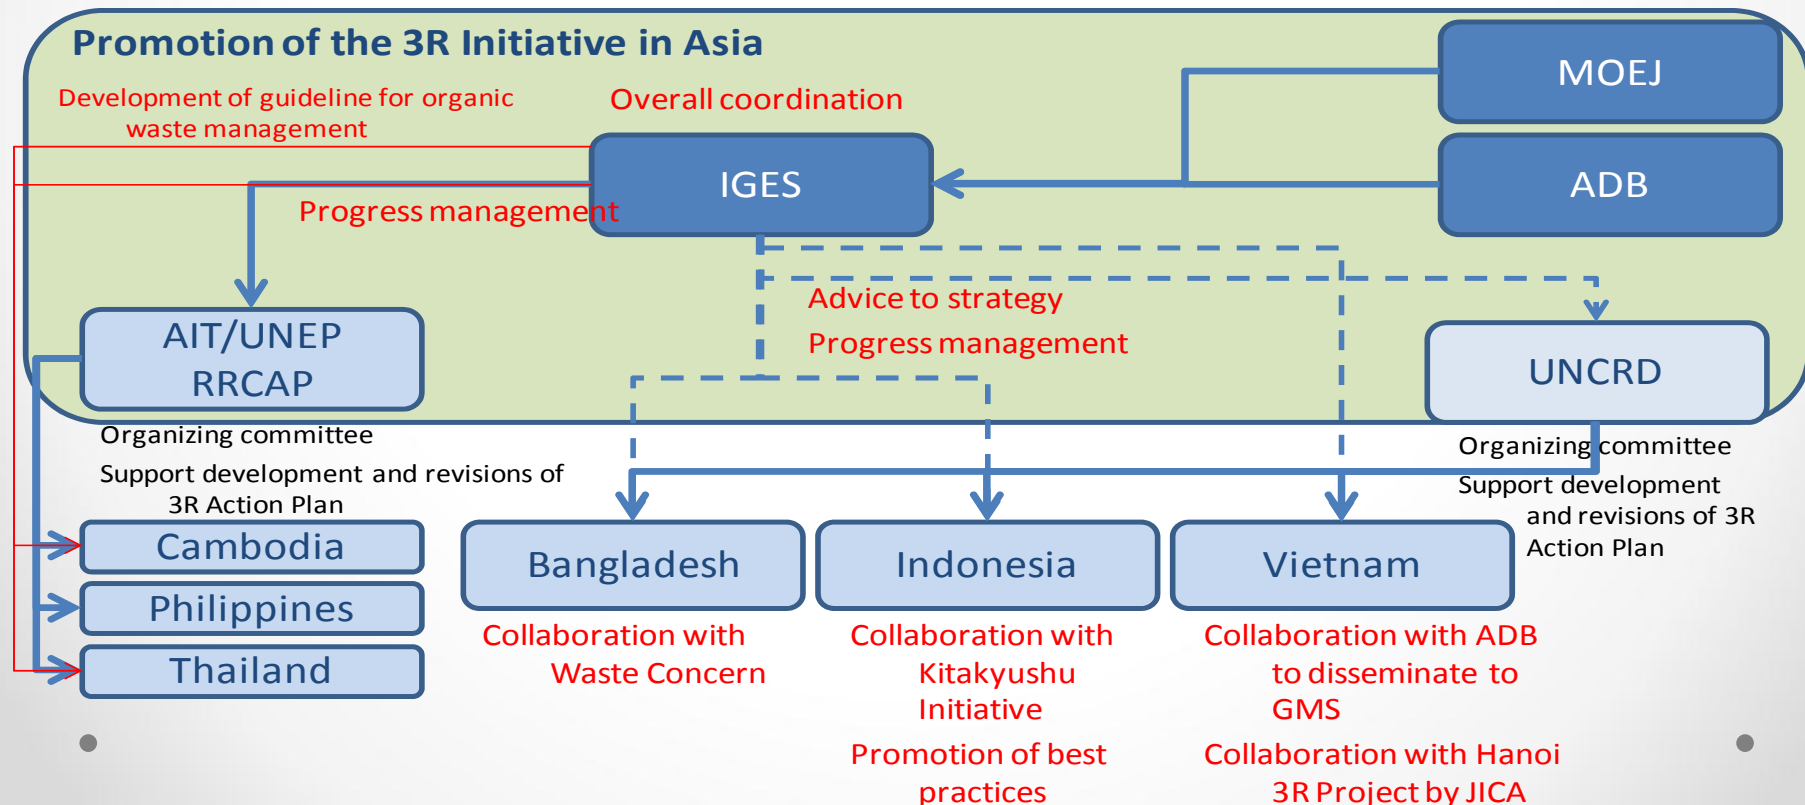 Promotion of the 3R Initiative in Asia
MOEJ
Development of guideline for organic
waste management
Overall coordination
IGES
ADB
Progress management
Advice to strategy
Progress management
AIT/UNEP
RRCAP
UNCRD
Organizing committee
Support development and revisions of
3R Action Plan
Organizing committee
Support development
and revisions of 3R
Action Plan
Cambodia
Philippines
Thailand
Bangladesh
Indonesia
Vietnam
Collaboration with
Waste Concern
Collaboration with
Kitakyushu
Initiative
Promotion of best
practices
Collaboration with ADB
to disseminate to
GMS
Collaboration with Hanoi
3R Project by JICA